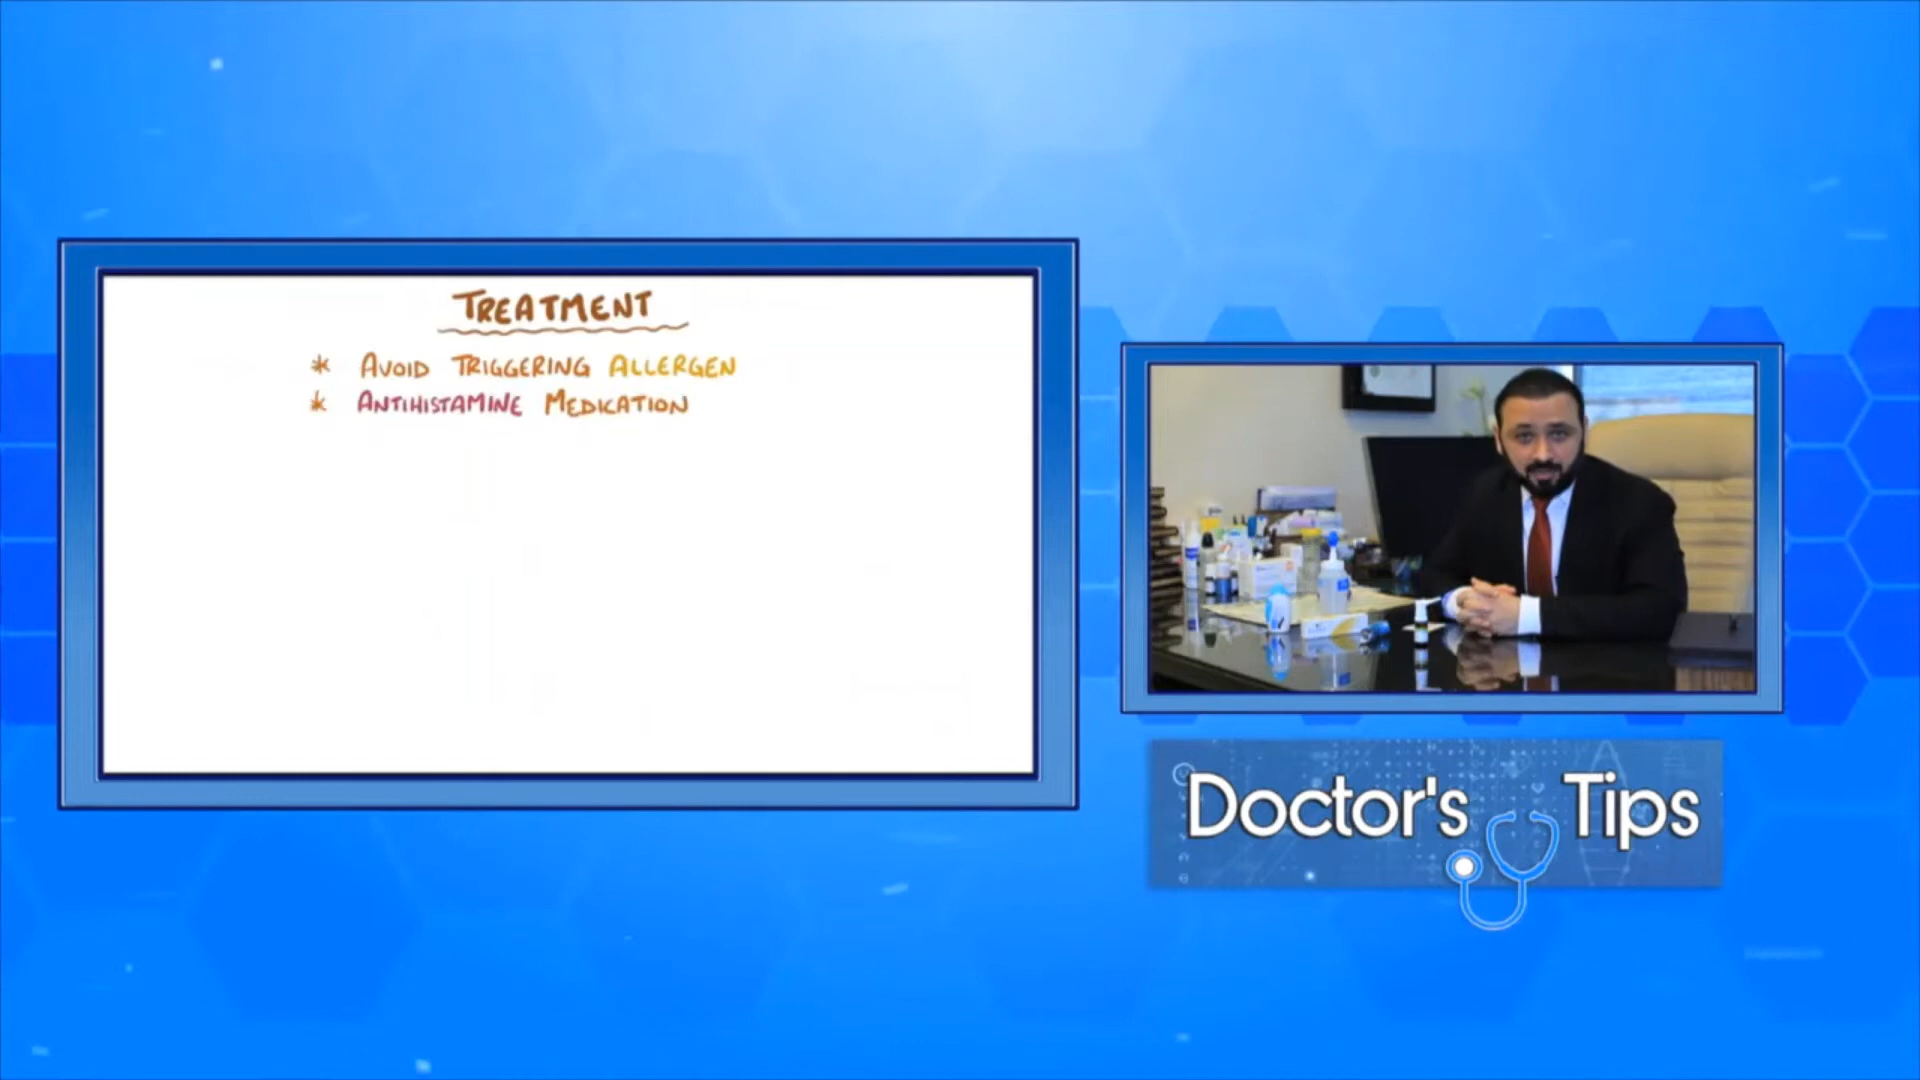 TREATMENT
* AVOID TRIGGERING ALLERGEN
* ANTIHISTAMINE MEDICATION
Doctor's Tips